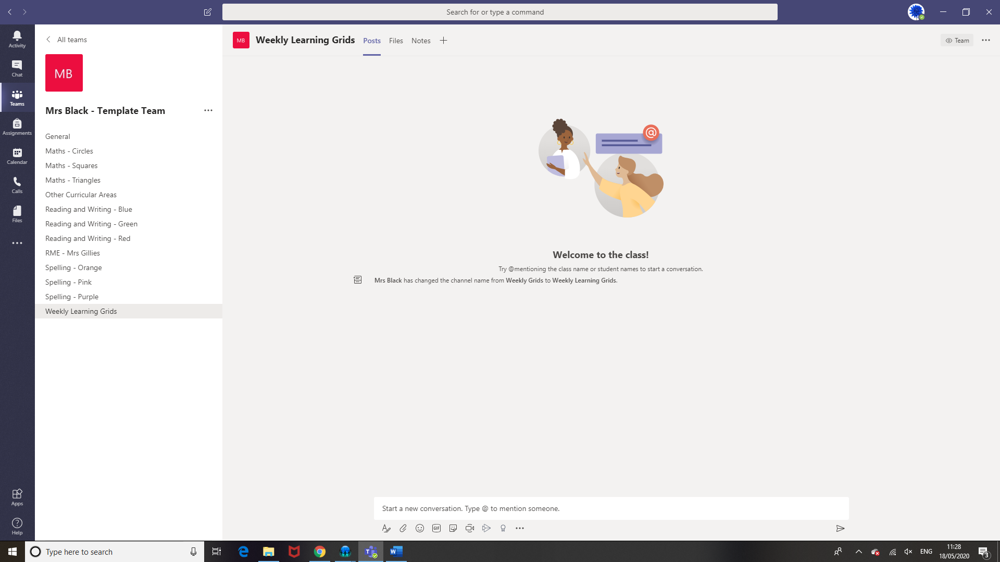 Search for or type a command
Activity
Chat
Teams
Assignments
Calendar
Calls
Files
Apps
Help
All teams
MB
Mrs Black - Template Team
General
Maths - Circles
Maths - Squares
Maths - Triangles
Other Curricular Areas
Reading and Writing - Blue
Reading and Writing - Green
Reading and Writing - Red
RME - Mrs Gillies
Spelling - Orange
Spelling - Pink
Spelling - Purple
Weekly Learning Grids
MB Weekly Learning Grids Posts Files Notes Team
@
Welcome to the class!
Try @mentioning the class name or student names to start a conversation.
Mrs Black has changed the channel name from Weekly Grids to Weekly Learning Grids.
Start a new conversation. Type @ to mention someone.
GIF
Type here to search
T
W
ENG
11:28
18/05/2020
3